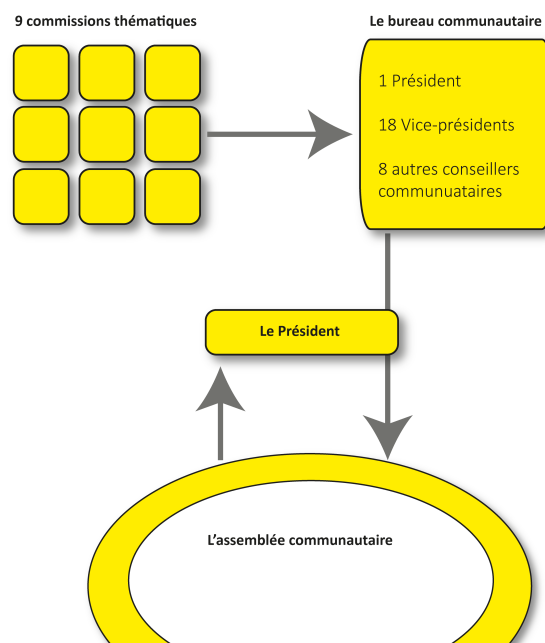 9 commissions thématiques
Le bureau communautaire
1 Président
18 Vice-présidents
8 autres conseillers
communuataires
Le Président
L'assemblée communautaire